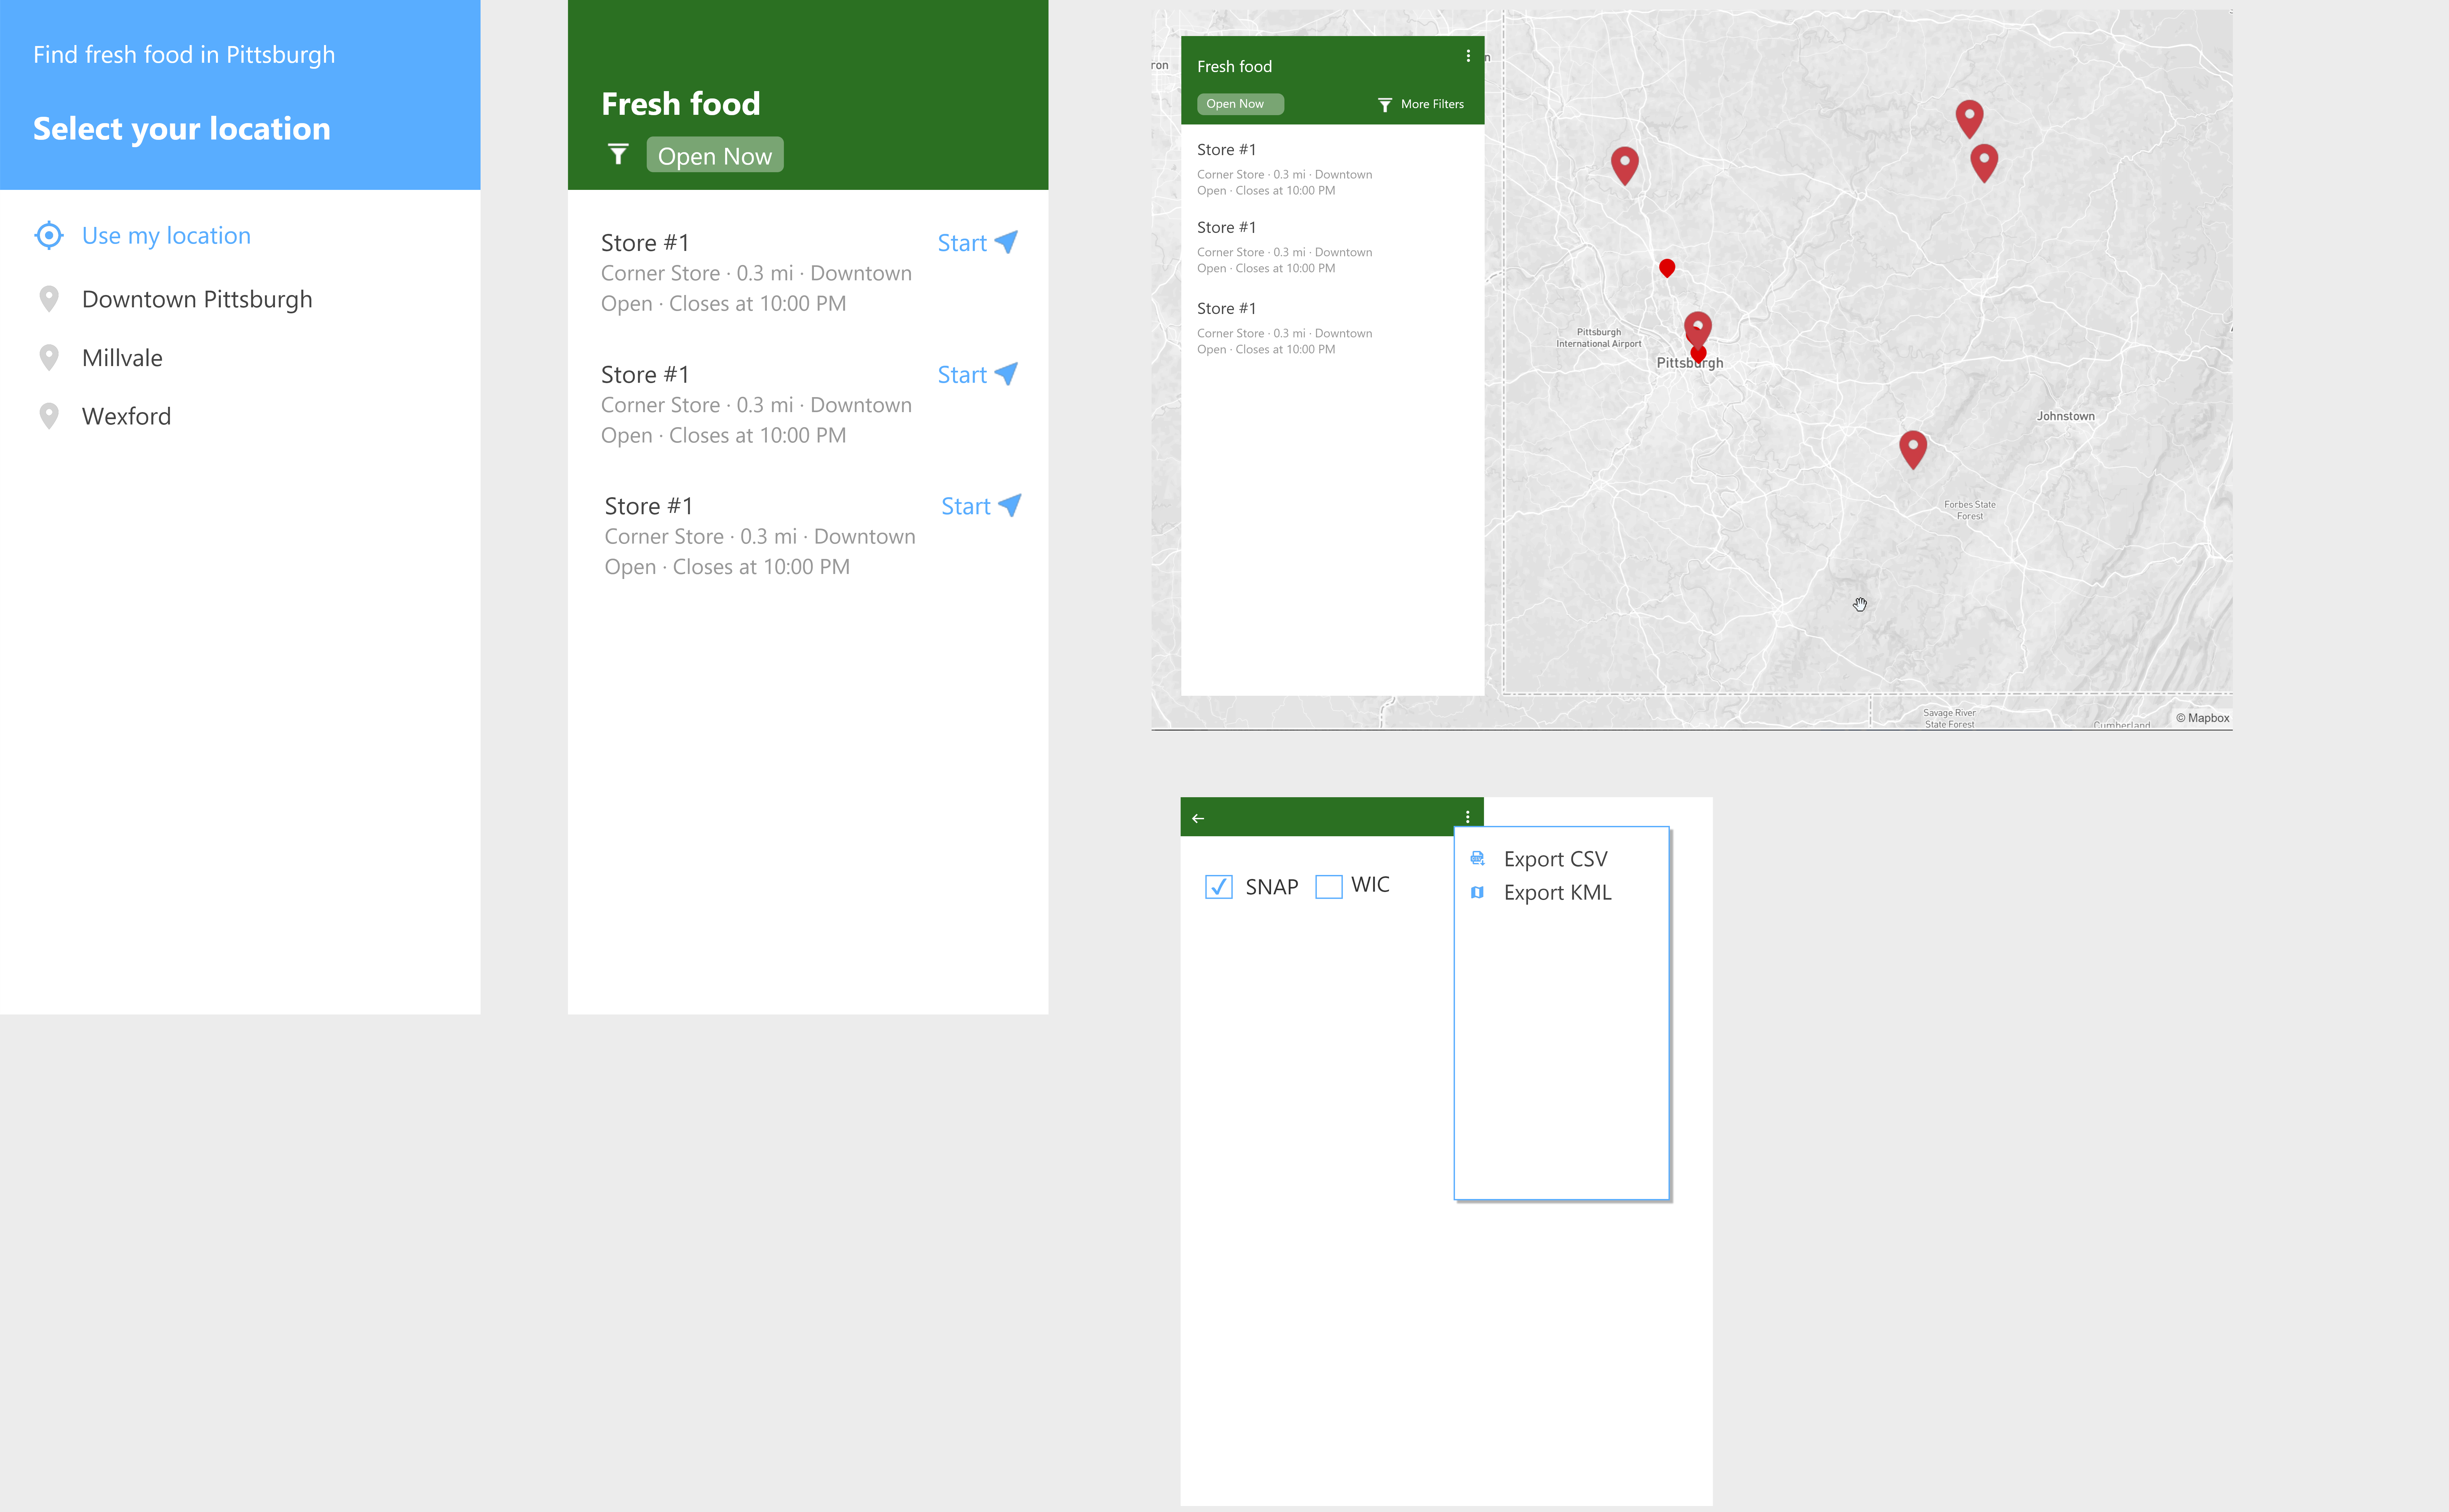 Find fresh food in Pittsburgh
Select your location
Use my location
Downtown Pittsburgh
Millvale
Wexford
Fresh food
Open Now
Store #1
Start
Corner Store · 0.3 mi · Downtown
Open · Closes at 10:00 PM
Store #1
Start
Corner Store · 0.3 mi · Downtown
Open · Closes at 10:00 PM
Store #1
Start
Corner Store · 0.3 mi · Downtown
Open · Closes at 10:00 PM
ron
n
Fresh food
Open Now
More Filters
Store #1
Corner Store · 0.3 mi · Downtown
Open · Closes at 10:00 PM
Store #1
Corner Store · 0.3 mi · Downtown
Open · Closes at 10:00 PM
Store #1
Corner Store · 0.3 mi · Downtown
Open · Closes at 10:00 PM
Pittsburgh
International Airport
Pittsburgh
Johnstown
Forbes State
Forest
Savage River
State Forest
Cumberland
© Mapbox
SNAP
WIC
Export CSV
Export KML